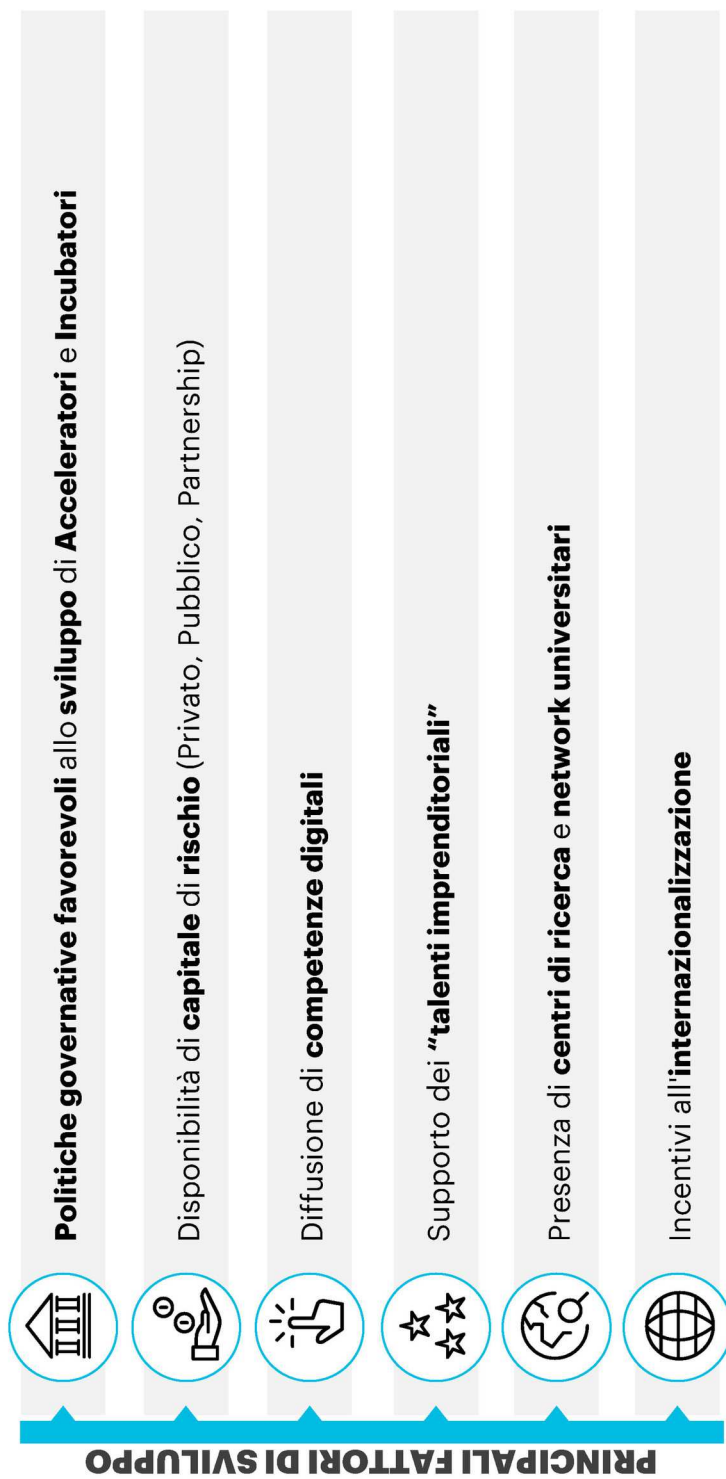 PRINCIPALI FATTORI DI SVILUPPO
Politiche governative favorevoli allo sviluppo di Acceleratori e Incubatori
Disponibilità di capitale di rischio (Privato, Pubblico, Partnership)
Diffusione di competenze digitali
Supporto dei “talenti imprenditoriali”
Presenza di centri di ricerca e network universitari
Incentivi all'internazionalizzazione